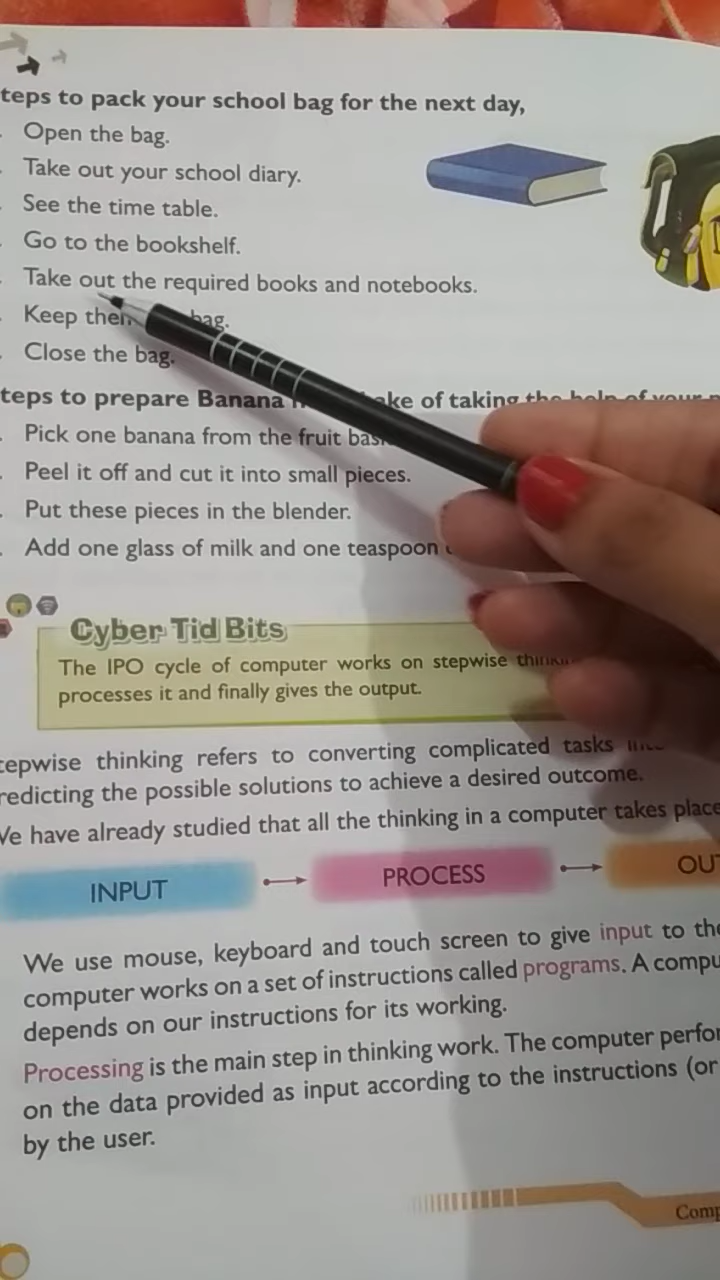 teps to pack your school bag for the next day,
Open the bag.
Take out your school diary.
See the time table.
Go to the bookshelf.
Take out the required books and notebooks.
Keep bag.
Close the bag.
teps to prepare Banana of taking the help of your
Pick one banana from the fruit
Peel it off and cut it into small pieces.
Put these pieces in the blender.
Add one glass of milk and one teaspoon
Cyber Tid Bits
The IPO cycle of computer works on stepwise
processes it and finally gives the output.
tepwise thinking refers to converting complicated tasks
redicting the possible solutions to achieve a desired outcome.
We have already studied that all the thinking in a computer takes place
INPUT
PROCESS
OUT
We use mouse, keyboard and touch screen to give input to the
computer works on a set of instructions called programs. A compu
depends on our instructions for its working.
Processing is the main step in thinking work. The computer perfor
on the data provided as input according to the instructions (or
by the user.
Comp